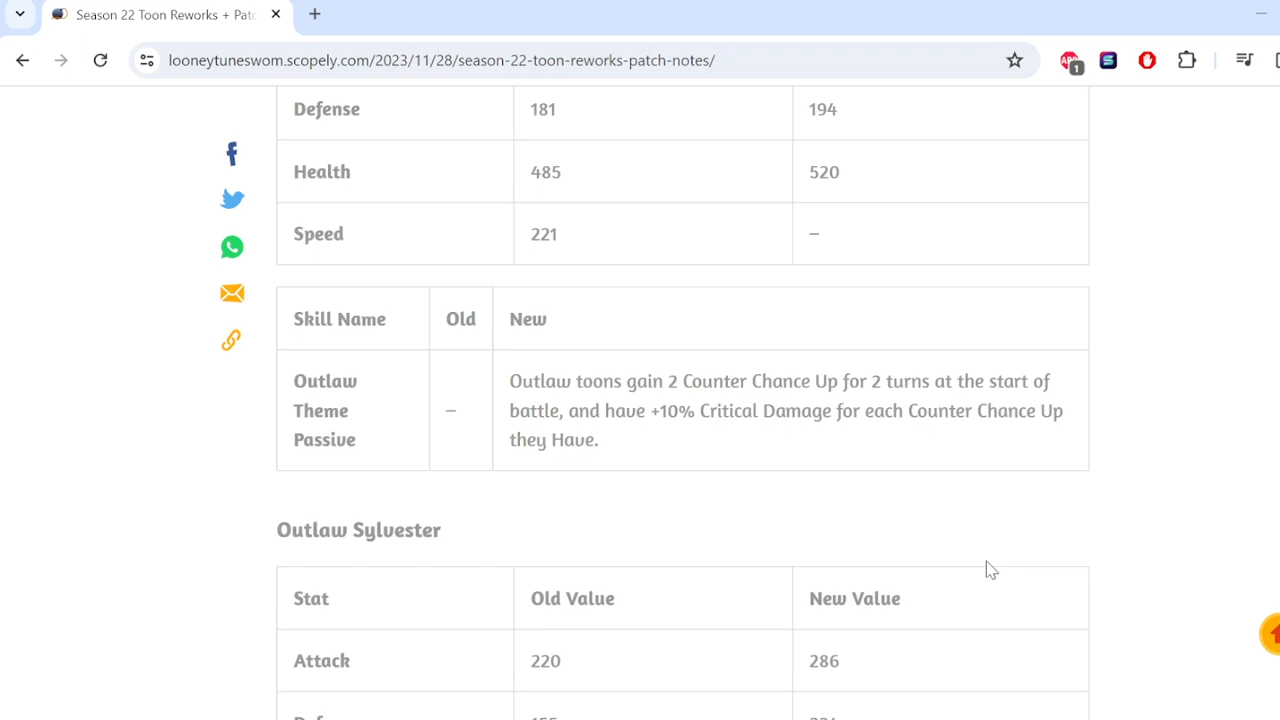 Season 22 Toon Reworks + Patc
looneytuneswom.scopely.com/2023/11/28/season-22-toon-reworks-patch-notes/
1
Defense 181 194
Health 485 520
Speed 221 –
Skill Name Old New
Outlaw Theme Passive – Outlaw toons gain 2 Counter Chance Up for 2 turns at the start of
battle, and have +10% Critical Damage for each Counter Chance Up
they Have.
Outlaw Sylvester
Stat Old Value New Value
Attack 220 286